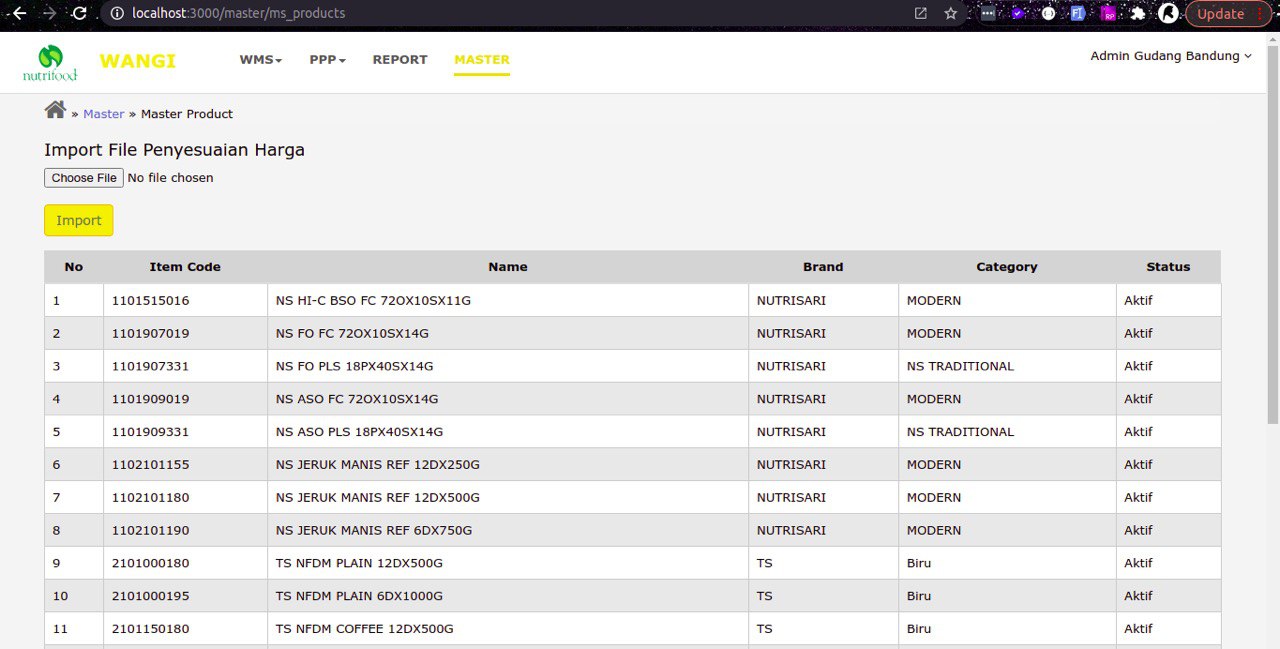 localhost:3000/master/ms_products
Update
nutrifood
WANGI
WMS PPP REPORT MASTER
Admin Gudang Bandung
» Master » Master Product
Import File Penyesuaian Harga
Choose File No file chosen
Import
No Item Code Name Brand Category Status
1 1101515016 NS HI-C BSO FC 72OX10SX11G NUTRISARI MODERN Aktif
2 1101907019 NS FO FC 72OX10SX14G NUTRISARI MODERN Aktif
3 1101907331 NS FO PLS 18PX40SX14G NUTRISARI NS TRADITIONAL Aktif
4 1101909019 NS ASO FC 72OX10SX14G NUTRISARI MODERN Aktif
5 1101909331 NS ASO PLS 18PX40SX14G NUTRISARI NS TRADITIONAL Aktif
6 1102101155 NS JERUK MANIS REF 12DX250G NUTRISARI MODERN Aktif
7 1102101180 NS JERUK MANIS REF 12DX500G NUTRISARI MODERN Aktif
8 1102101190 NS JERUK MANIS REF 6DX750G NUTRISARI MODERN Aktif
9 2101000180 TS NFDM PLAIN 12DX500G TS Biru Aktif
10 2101000195 TS NFDM PLAIN 6DX1000G TS Biru Aktif
11 2101150180 TS NFDM COFFEE 12DX500G TS Biru Aktif